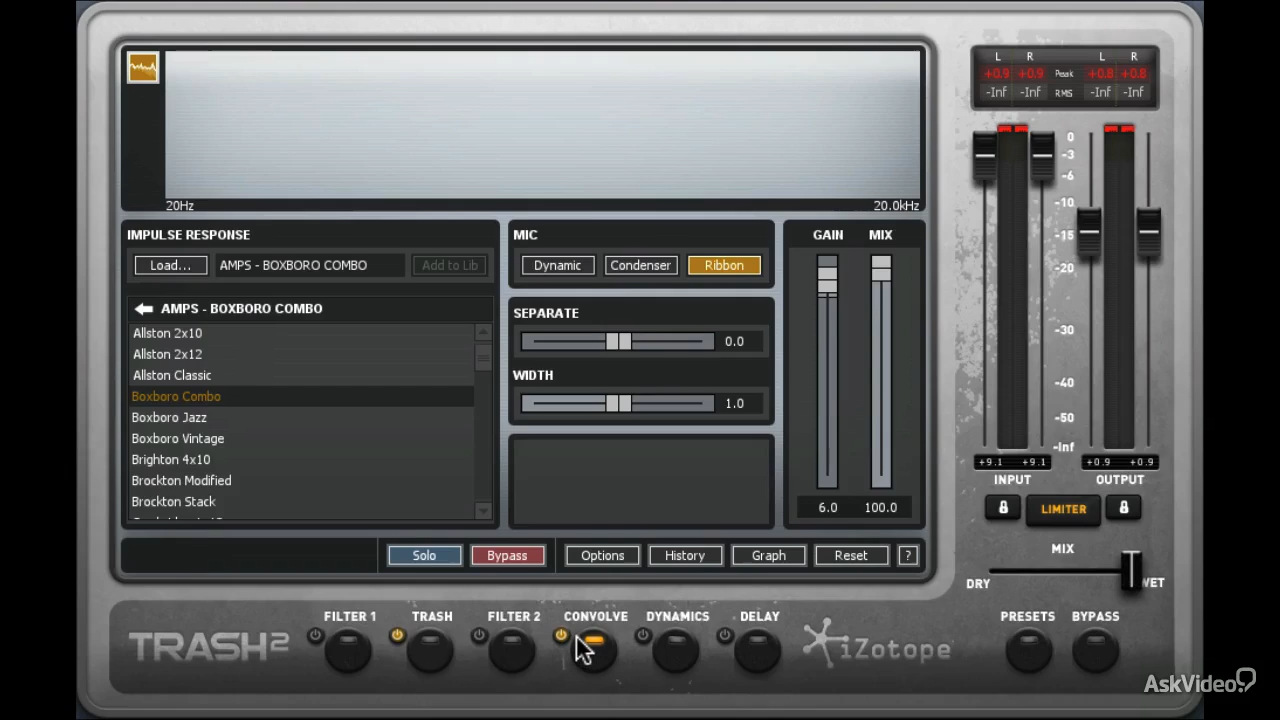 L R L R
+0.9 +0.9 Peak +0.8 +0.8
-Inf -Inf RMS -Inf -Inf
20Hz 20.0kHz
0
-3
-6
-10
-15
-20
-30
-40
-50
-Inf
IMPULSE RESPONSE
Load... AMPS - BOXBORO COMBO Add to Lib
AMPS - BOXBORO COMBO
Allston 2x10
Allston 2x12
Allston Classic
Boxboro Combo
Boxboro Jazz
Boxboro Vintage
Brighton 4x10
Brockton Modified
Brockton Stack
MIC
Dynamic Condenser Ribbon
SEPARATE
0.0
WIDTH
1.0
GAIN MIX
6.0 100.0
+9.1 +9.1 +0.9 +0.9
INPUT OUTPUT
LIMITER
MIX
DRY WET
Solo Bypass Options History Graph Reset ?
FILTER 1 TRASH FILTER 2 CONVOLVE DYNAMICS DELAY PRESETS BYPASS
TRASH2
iZotope
AskVideo